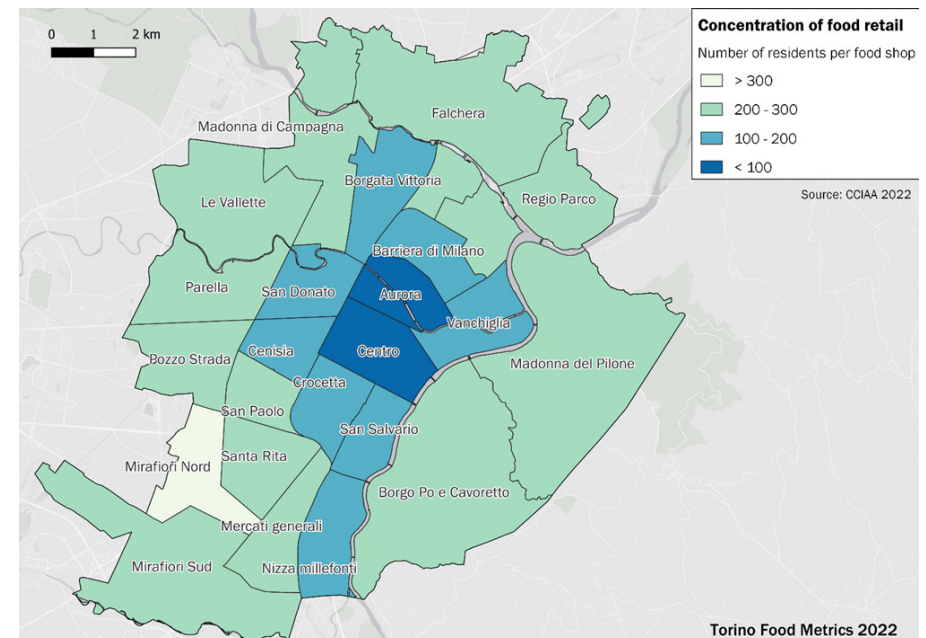 0 1 2 km
Concentration of food retail
Number of residents per food shop
> 300
200 - 300
100 - 200
< 100
Source: CCIAA 2022
Falchera
Madonna di Campagna
Borgata Vittoria
Le Vallette
Regio Parco
Barriera di Milano
Parella
San Donato
Aurora
Vanchiglia
Cenisia
Centro
Pozzo Strada
Madonna del Pilone
Crocetta
San Paolo
San Salvario
Santa Rita
Mirafiori Nord
Borgo Po e Cavoretto
Mercati generali
Mirafiori Sud
Nizza millefonti
Torino Food Metrics 2022